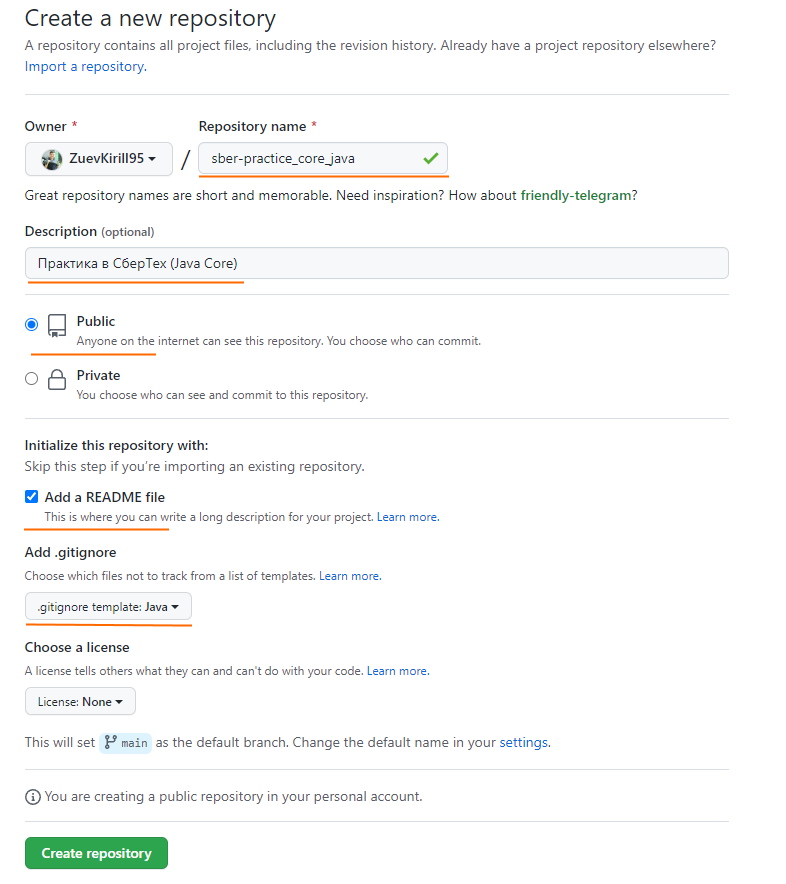 Create a new repository
A repository contains all project files, including the revision history. Already have a project repository elsewhere?
Import a repository.
Owner * Repository name *
ZuevKirill95 / sber-practice_core_java
Great repository names are short and memorable. Need inspiration? How about friendly-telegram?
Description (optional)
Практика в СберТех (Java Core)
Public
Anyone on the internet can see this repository. You choose who can commit.
Private
You choose who can see and commit to this repository.
Initialize this repository with:
Skip this step if you're importing an existing repository.
Add a README file
This is where you can write a long description for your project. Learn more.
Add .gitignore
Choose which files not to track from a list of templates. Learn more.
.gitignore template: Java
Choose a license
A license tells others what they can and can't do with your code. Learn more.
License: None
This will set main as the default branch. Change the default name in your settings.
You are creating a public repository in your personal account.
Create repository